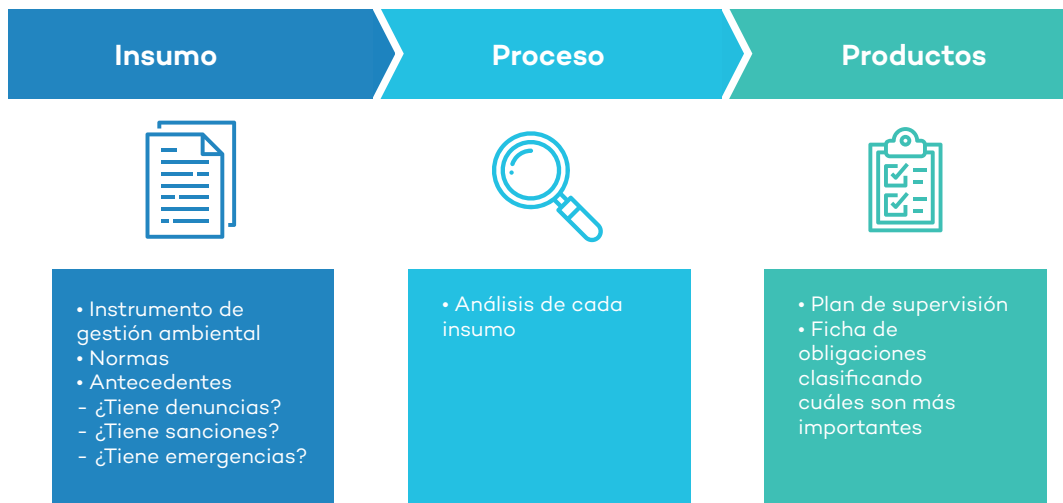 Insumo
Proceso
Productos
• Instrumento de
gestión ambiental
• Normas
• Antecedentes
- ¿Tiene denuncias?
- ¿Tiene sanciones?
- ¿Tiene emergencias?
• Análisis de cada
insumo
• Plan de supervisión
• Ficha de
obligaciones
clasificando
cuáles son más
importantes